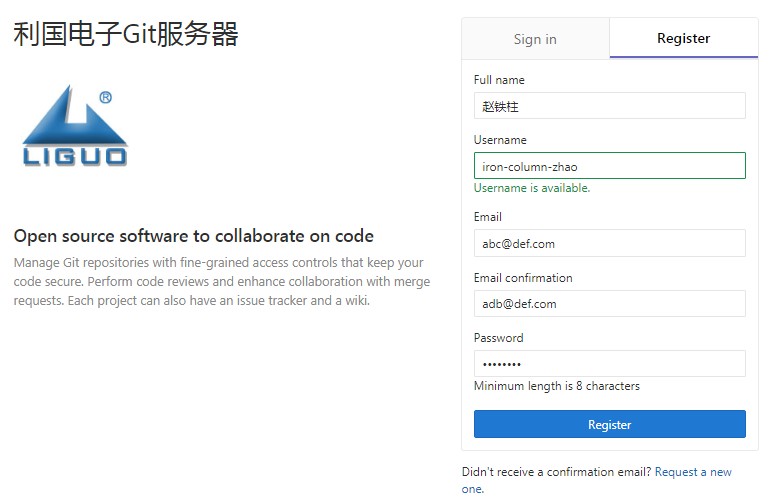 利国电子Git服务器
®
LIGUO
Open source software to collaborate on code
Manage Git repositories with fine-grained access controls that keep your
code secure. Perform code reviews and enhance collaboration with merge
requests. Each project can also have an issue tracker and a wiki.
Sign in
Register
Full name
赵铁柱
Username
iron-column-zhao
Username is available.
Email
abc@def.com
Email confirmation
adb@def.com
Password
••••••••
Minimum length is 8 characters
Register
Didn't receive a confirmation email? Request a new
one.